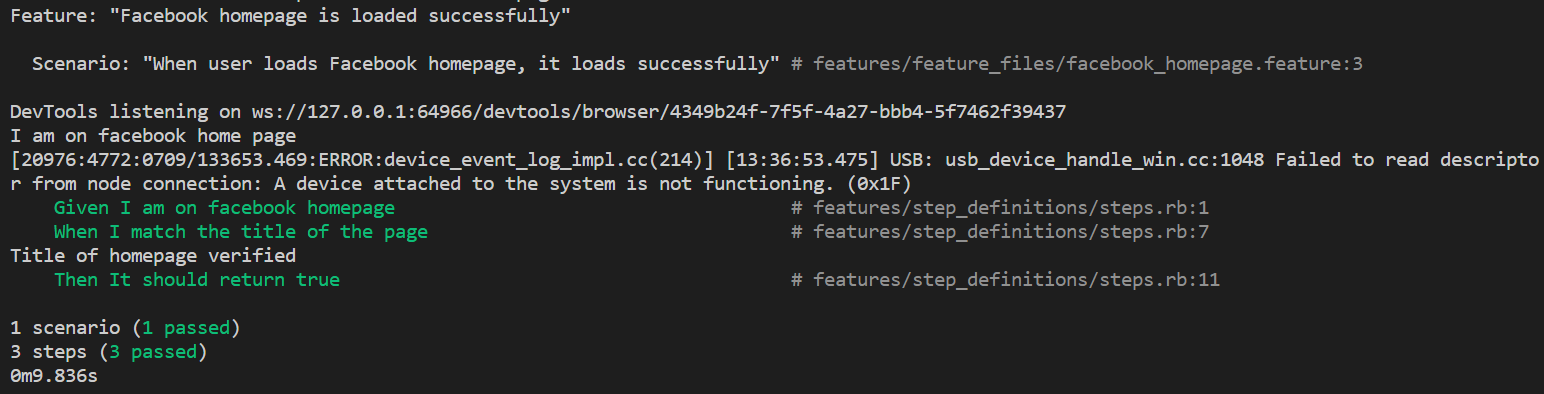 Feature: "Facebook homepage is loaded successfully"
Scenario: "When user loads Facebook homepage, it loads successfully" # features/feature_files/facebook_homepage.feature:3
DevTools listening on ws://127.0.0.1:64966/devtools/browser/4349b24f-7f5f-4a27-bbb4-5f7462f39437
I am on facebook home page
[20976:4772:0709/133653.469:ERROR:device_event_log_impl.cc(214)] [13:36:53.475] USB: usb_device_handle_win.cc:1048 Failed to read descripto
r from node connection: A device attached to the system is not functioning. (0x1F)
Given I am on facebook homepage # features/step_definitions/steps.rb:1
When I match the title of the page # features/step_definitions/steps.rb:7
Title of homepage verified
Then It should return true # features/step_definitions/steps.rb:11
1 scenario (1 passed)
3 steps (3 passed)
0m9.836s